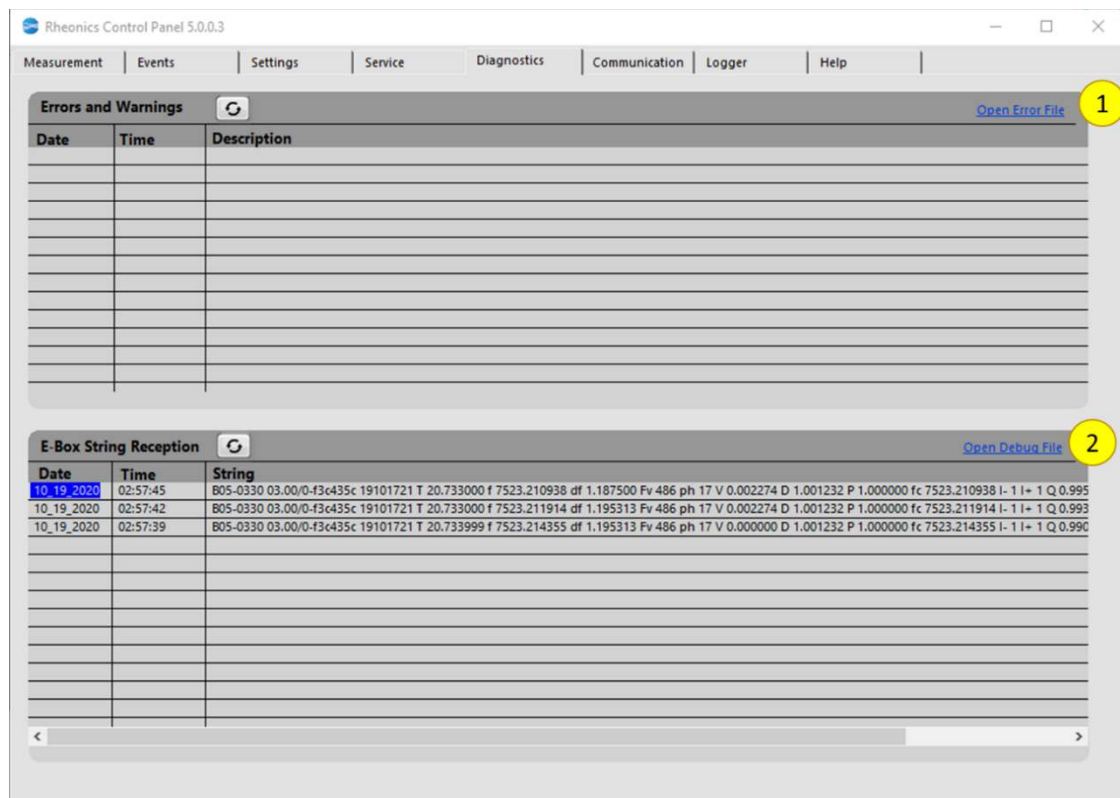 Rheonics Control Panel 5.0.0.3
Measurement Events Settings Service Diagnostics Communication Logger Help
Errors and Warnings Open Error File 1
Date Time Description
E-Box String Reception Open Debug File 2
Date Time String
10_19_2020 02:57:45 B05-0330 03.00/0-f3c435c 19101721 T 20.733000 f 7523.210938 df 1.187500 Fv 486 ph 17 V 0.002274 D 1.001232 P 1.000000 fc 7523.210938 I- 1 I+ 1 Q 0.995
10_19_2020 02:57:42 B05-0330 03.00/0-f3c435c 19101721 T 20.733000 f 7523.211914 df 1.195313 Fv 486 ph 17 V 0.002274 D 1.001232 P 1.000000 fc 7523.211914 I- 1 I+ 1 Q 0.993
10_19_2020 02:57:39 B05-0330 03.00/0-f3c435c 19101721 T 20.733999 f 7523.214355 df 1.195313 Fv 486 ph 17 V 0.000000 D 1.001232 P 1.000000 fc 7523.214355 I- 1 I+ 1 Q 0.990